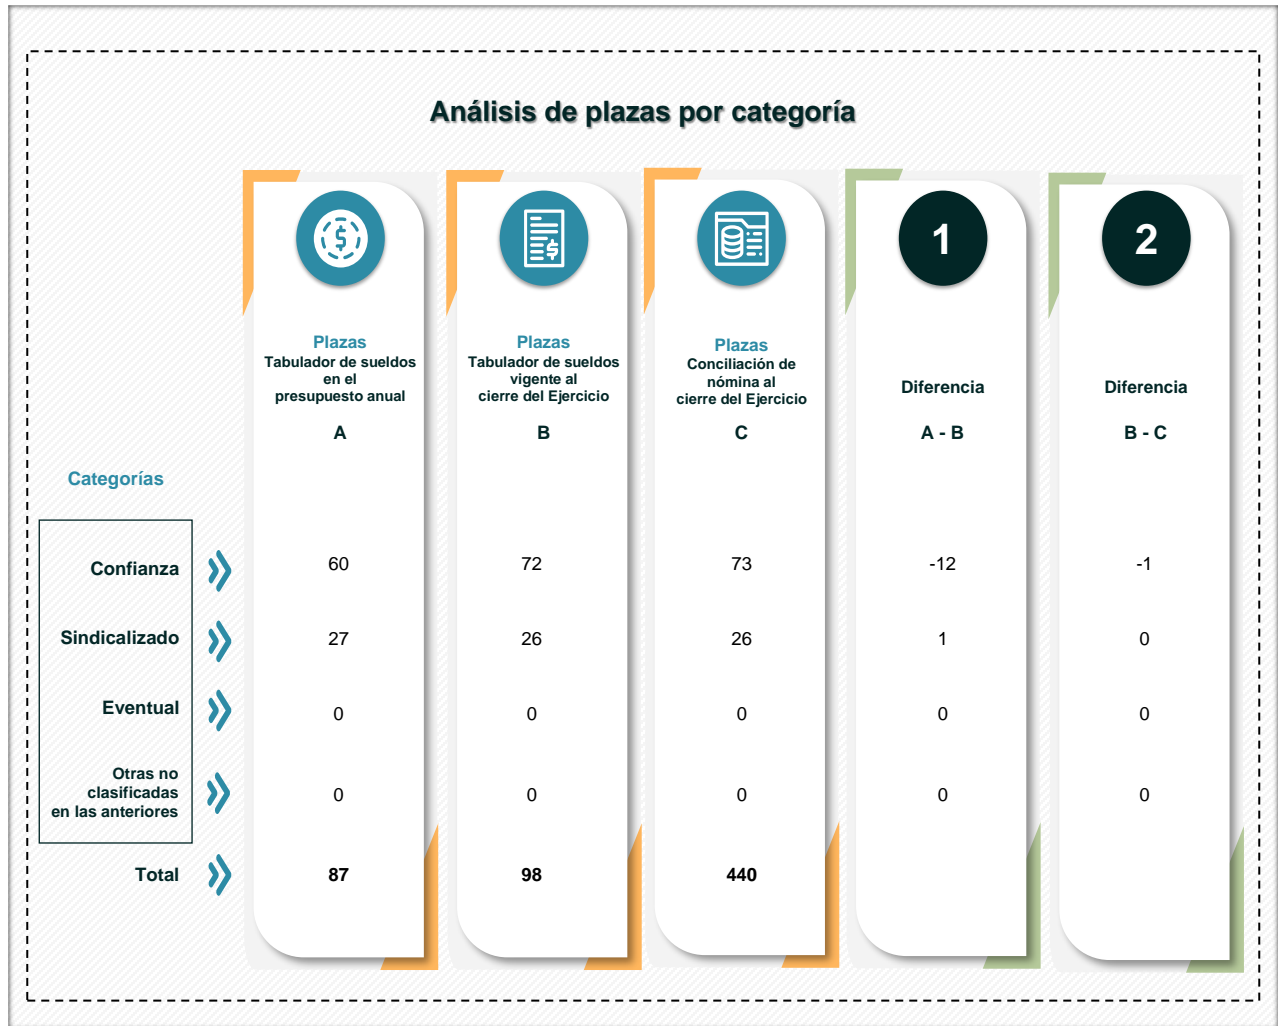 Análisis de plazas por categoría
1
2
Plazas
Tabulador de sueldos
en el
presupuesto anual
A
Plazas
Tabulador de sueldos
vigente al
cierre del Ejercicio
B
Plazas
Conciliación de
nómina al
cierre del Ejercicio
C
Diferencia
A - B
Diferencia
B - C
Categorías
Confianza 60 72 73 -12 -1
Sindicalizado 27 26 26 1 0
Eventual 0 0 0 0 0
Otras no
clasificadas
en las anteriores
0 0 0 0 0
Total 87 98 440